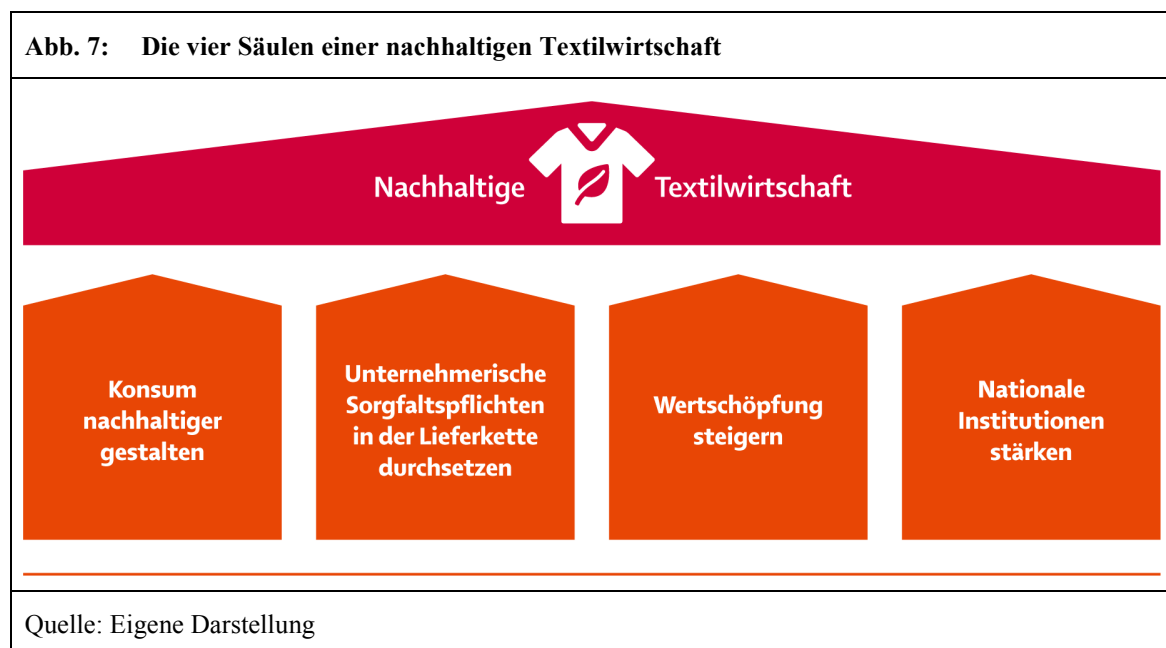 Abb. 7: Die vier Säulen einer nachhaltigen Textilwirtschaft
Nachhaltige Textilwirtschaft
Konsum
nachhaltiger
gestalten
Unternehmerische
Sorgfaltspflichten
in der Lieferkette
durchsetzen
Wertschöpfung
steigern
Nationale
Institutionen
stärken
Quelle: Eigene Darstellung